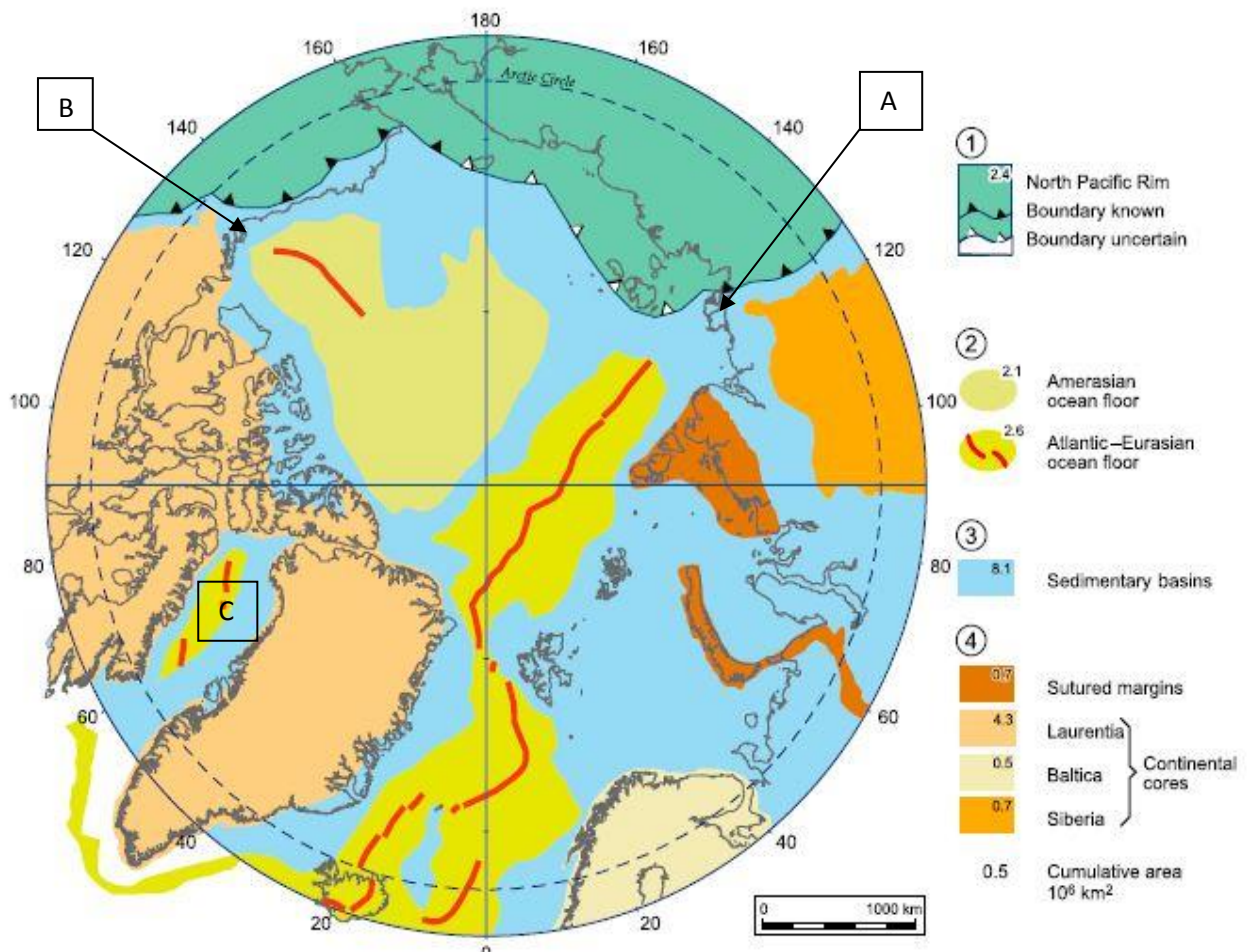 180
160
160
Arctic Circle
B
A
140
140
120
120
100
100
80
80
60
60
40
40
20
20
0
C
1
2.4
North Pacific Rim
Boundary known
Boundary uncertain
2
2.1
Amerasian
ocean floor
2.6
Atlantic–Eurasian
ocean floor
3
8.1
Sedimentary basins
4
0.7
Sutured margins
4.3
Laurentia
0.5
Baltica
Continental
cores
0.7
Siberia
0.5
Cumulative area
10⁶ km²
0 1000 km